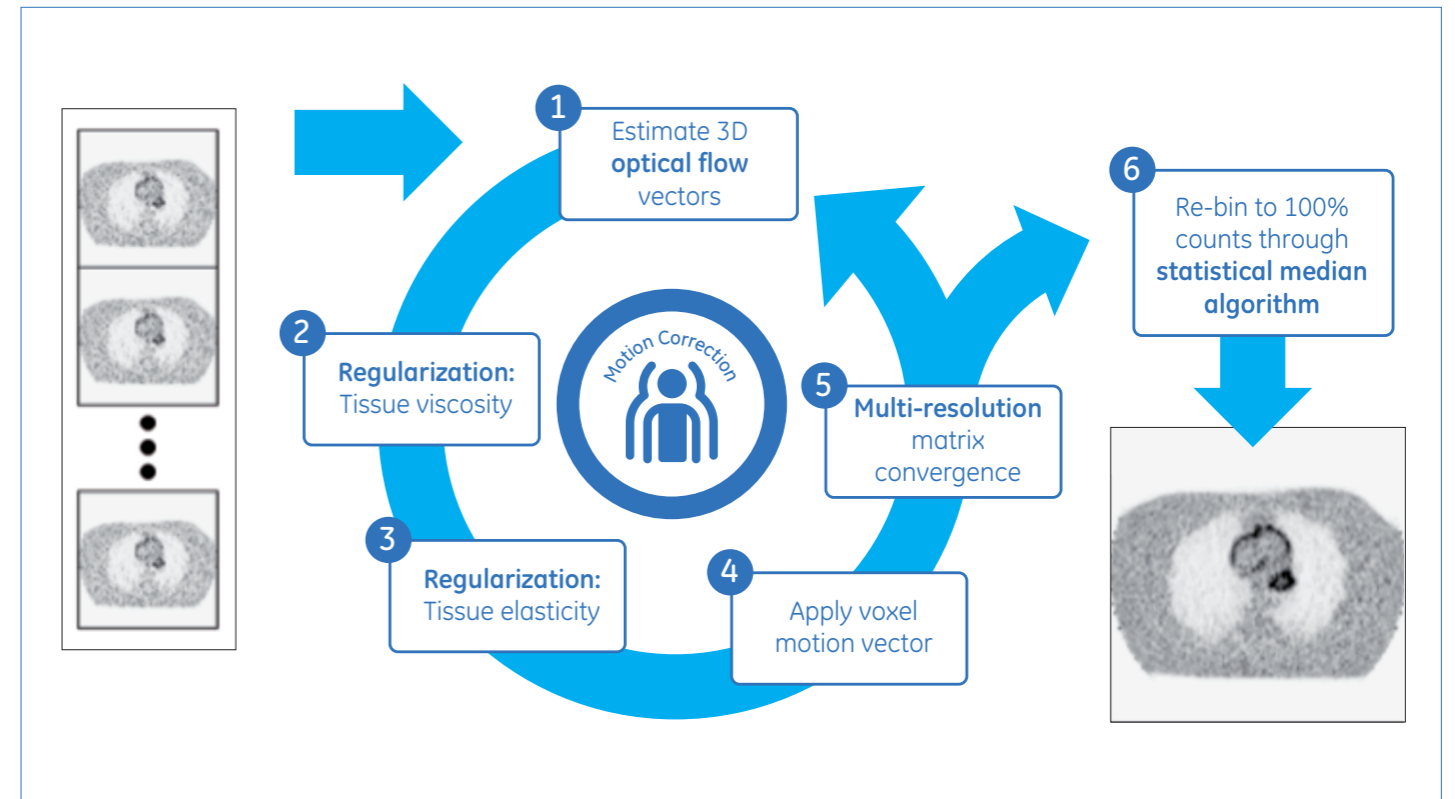 1
Estimate 3D
optical flow
vectors
2
Regularization:
Tissue viscosity
3
Regularization:
Tissue elasticity
4
Apply voxel
motion vector
5
Multi-resolution
matrix
convergence
6
Re-bin to 100%
counts through
statistical median
algorithm
Motion Correction